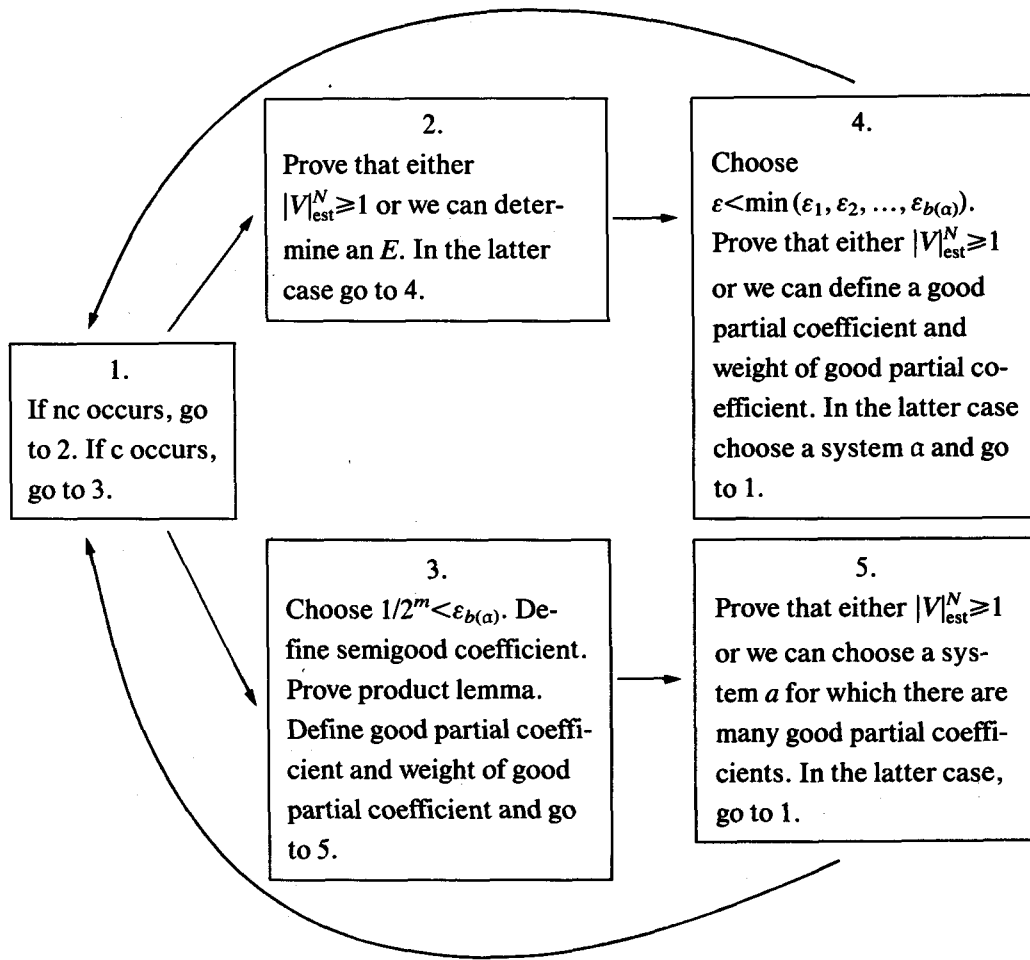 1.
If nc occurs, go
to 2. If c occurs,
go to 3.
2.
Prove that either
|V|^N_est ⩾ 1 or we can deter-
mine an E. In the latter
case go to 4.
3.
Choose 1/2^m < ε_b(α). De-
fine semigood coefficient.
Prove product lemma.
Define good partial coeffi-
cient and weight of good
partial coefficient and go
to 5.
4.
Choose
ε < min (ε_1, ε_2, ..., ε_b(α)).
Prove that either |V|^N_est ⩾ 1
or we can define a good
partial coefficient and
weight of good partial co-
efficient. In the latter case
choose a system α and go
to 1.
5.
Prove that either |V|^N_est ⩾ 1
or we can choose a sys-
tem a for which there are
many good partial coeffi-
cients. In the latter case,
go to 1.